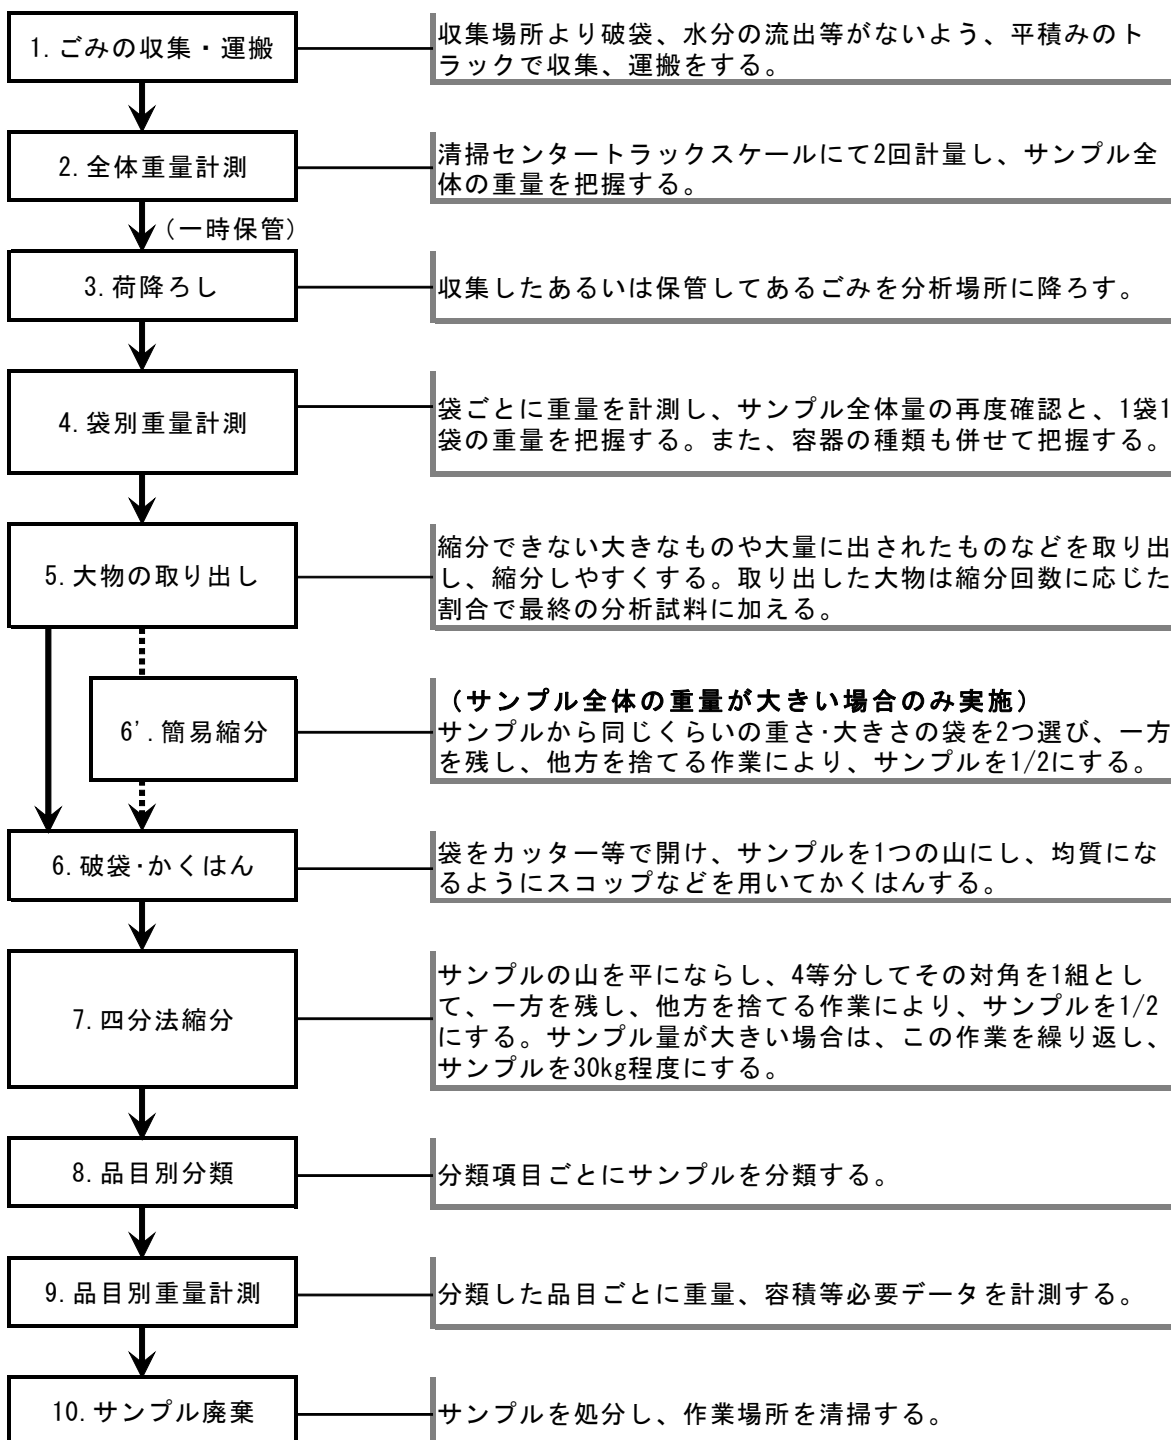 1.ごみの収集・運搬
収集場所より破袋、水分の流出等がないよう、平積みのト
ラックで収集、運搬をする。
2.全体重量計測
清掃センタートラックスケールにて2回計量し、サンプル全
体の重量を把握する。
(一時保管)
3.荷降ろし
収集したあるいは保管してあるごみを分析場所に降ろす。
4.袋別重量計測
袋ごとに重量を計測し、サンプル全体量の再度確認と、1袋1
袋の重量を把握する。また、容器の種類も併せて把握する。
5.大物の取り出し
縮分できない大きなものや大量に出されたものなどを取り出
し、縮分しやすくする。取り出した大物は縮分回数に応じた
割合で最終の分析試料に加える。
6'.簡易縮分
（サンプル全体の重量が大きい場合のみ実施）
サンプルから同じくらいの重さ･大きさの袋を2つ選び、一方
を残し、他方を捨てる作業により、サンプルを1/2にする。
6.破袋･かくはん
袋をカッター等で開け、サンプルを1つの山にし、均質にな
るようにスコップなどを用いてかくはんする。
7.四分法縮分
サンプルの山を平にならし、4等分してその対角を1組とし
て、一方を残し、他方を捨てる作業により、サンプルを1/2
にする。サンプル量が大きい場合は、この作業を繰り返し、
サンプルを30kg程度にする。
8.品目別分類
分類項目ごとにサンプルを分類する。
9.品目別重量計測
分類した品目ごとに重量、容積等必要データを計測する。
10.サンプル廃棄
サンプルを処分し、作業場所を清掃する。